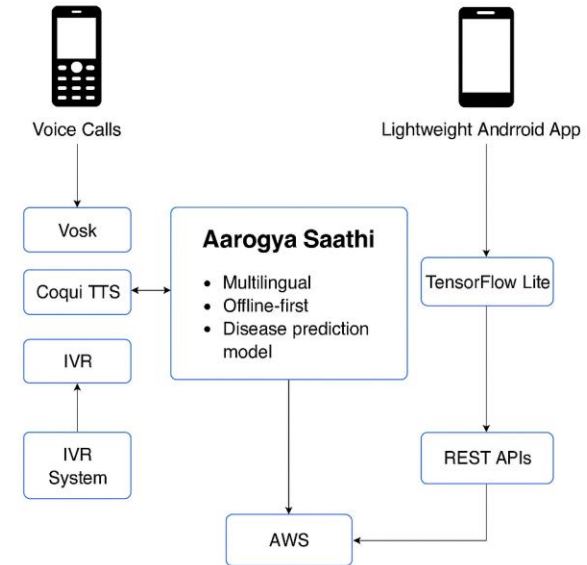 Voice Calls
Lightweight Andrroid App
Vosk
Coqui TTS
IVR
IVR
System
Aarogya Saathi
• Multilingual
• Offline-first
• Disease prediction
model
TensorFlow Lite
REST APIs
AWS